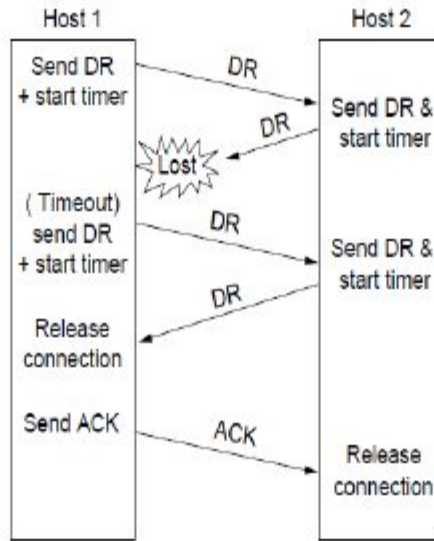 Host 1
Host 2
Send DR
+ start timer
DR
Send DR &
start timer
DR
Lost
( Timeout)
send DR
+ start timer
DR
Send DR &
start timer
DR
Release
connection
Send ACK
ACK
Release
connection